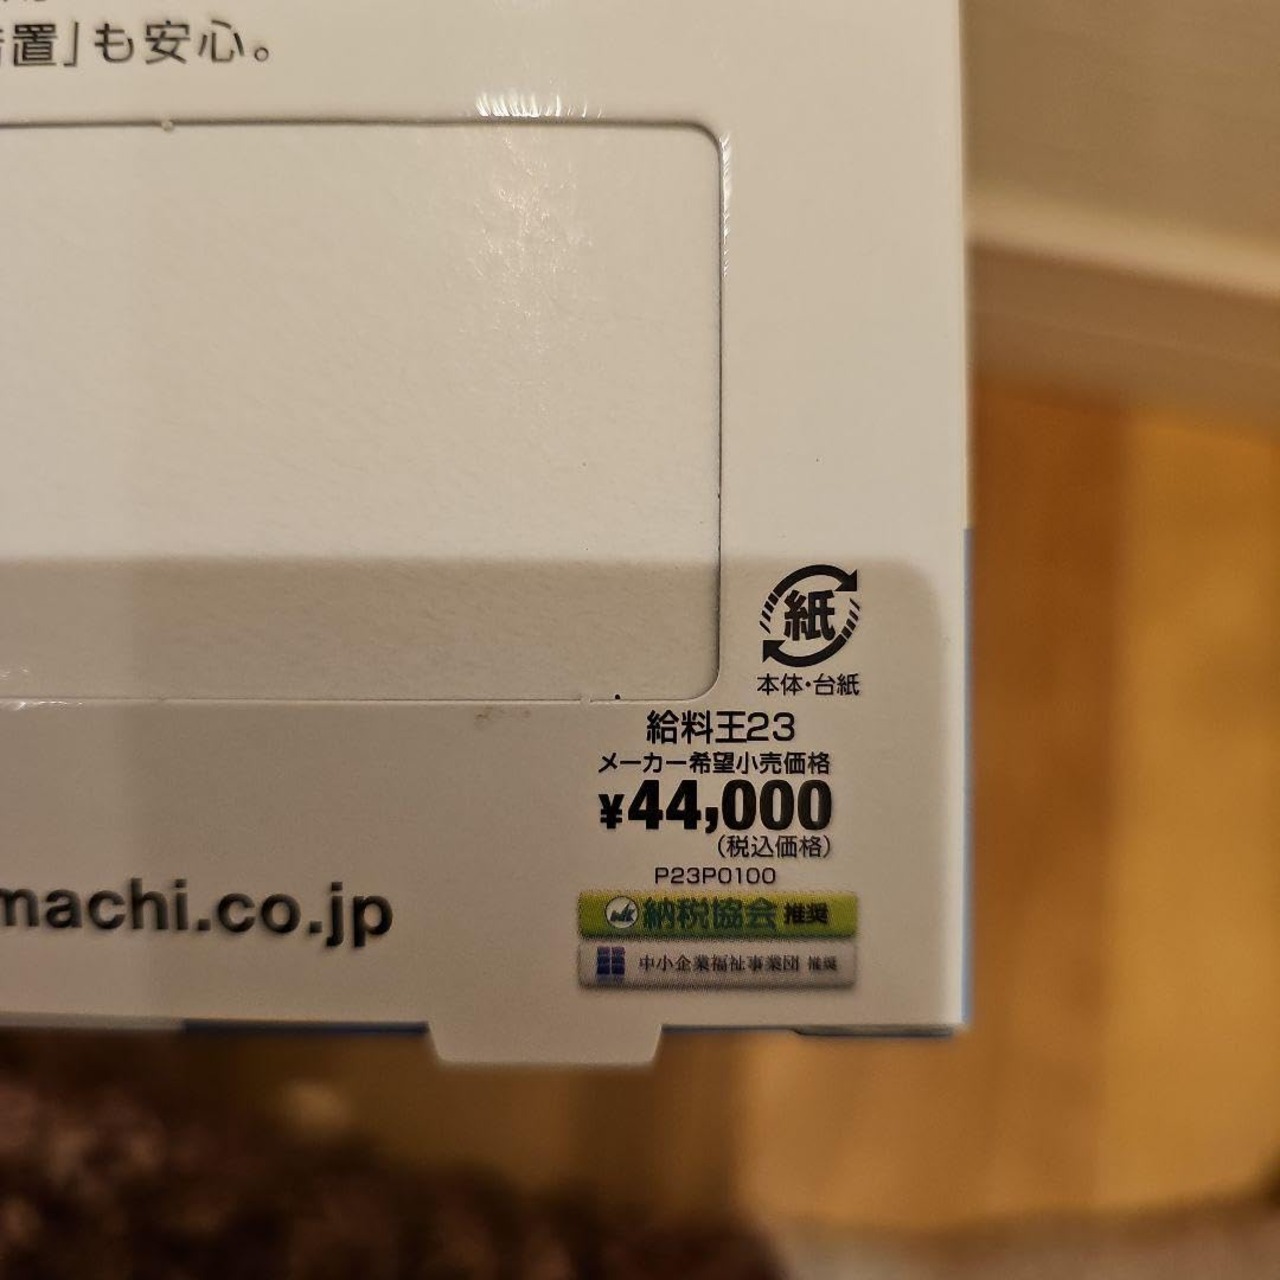 置」も安心。
紙
本体・台紙
給料王23
メーカー希望小売価格
¥44,000
(税込価格)
P23P0100
machi.co.jp
納税協会 推奨
中小企業福祉事業団 推奨